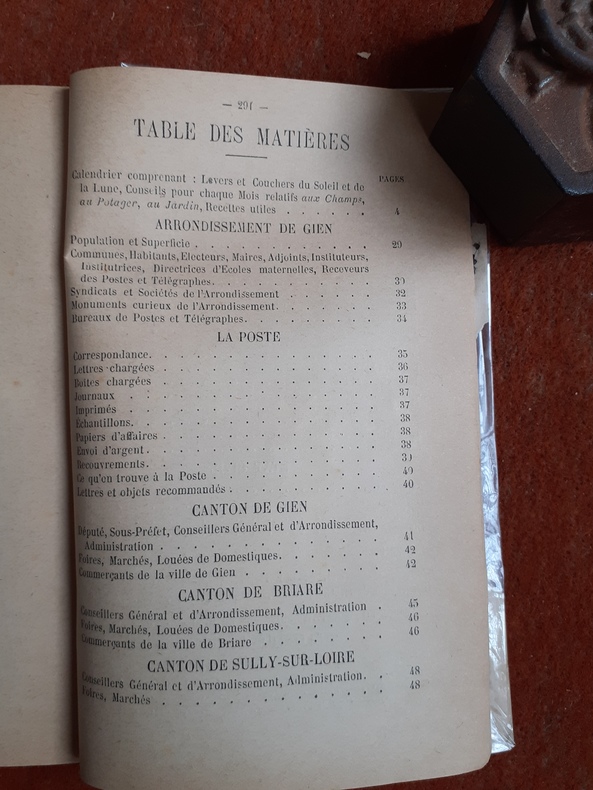 — 291 —
TABLE DES MATIÈRES
PAGES
Calendrier comprenant : Levers et Couchers du Soleil et de
la Lune, Conseils pour chaque Mois relatifs aux Champs,
au Potager, au Jardin, Recettes utiles . . . . . . 4
ARRONDISSEMENT DE GIEN
Population et Superficie . . . . . . . . . . . . 29
Communes, Habitants, Electeurs, Maires, Adjoints, Instituteurs,
Institutrices, Directrices d'Ecoles maternelles, Receveurs
des Postes et Télégraphes. . . . . . . . . . . . 30
Syndicats et Sociétés de l'Arrondissement . . . . . . 32
Monuments curieux de l'Arrondissement. . . . . . . 33
Bureaux de Postes et Télégraphes. . . . . . . . . 34
LA POSTE
Correspondance. . . . . . . . . . . . . . . 35
Lettres chargées . . . . . . . . . . . . . . 36
Boîtes chargées . . . . . . . . . . . . . . 37
Journaux . . . . . . . . . . . . . . . . 37
Imprimés . . . . . . . . . . . . . . . . 37
Echantillons. . . . . . . . . . . . . . . . 38
Papiers d'affaires . . . . . . . . . . . . . . 38
Envoi d'argent. . . . . . . . . . . . . . . 38
Recouvrements. . . . . . . . . . . . . . . 39
Ce qu'on trouve à la Poste . . . . . . . . . . . 40
Lettres et objets recommandés . . . . . . . . . . 40
CANTON DE GIEN
Député, Sous-Préfet, Conseillers Général et d'Arrondissement,
Administration . . . . . . . . . . . . . . 41
Foires, Marchés, Louées de Domestiques. . . . . . . 42
Commerçants de la ville de Gien . . . . . . . . . 42
CANTON DE BRIARE
Conseillers Général et d'Arrondissement, Administration . 45
Foires, Marchés, Louées de Domestiques. . . . . . . 46
Commerçants de la ville de Briare . . . . . . . . 46
CANTON DE SULLY-SUR-LOIRE
Conseillers Général et d'Arrondissement, Administration. . 48
Foires, Marchés . . . . . . . . . . . . . . 48